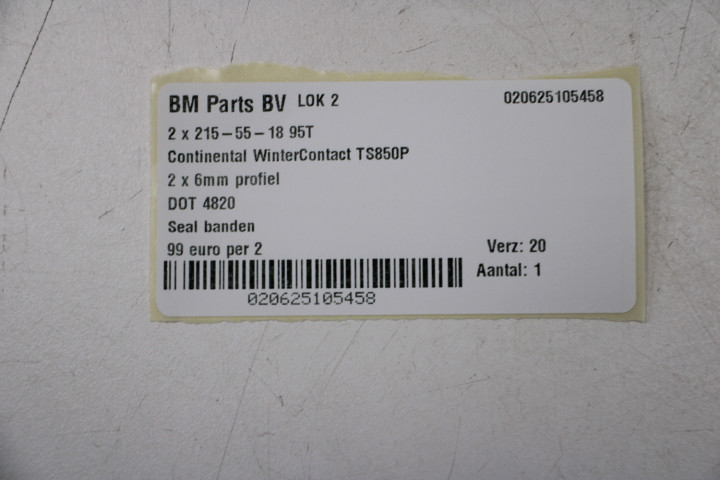 BM Parts BV LOK 2 020625105458
2 x 215-55-18 95T
Continental WinterContact TS850P
2 x 6mm profiel
DOT 4820
Seal banden
99 euro per 2 Verz: 20
Aantal: 1
020625105458